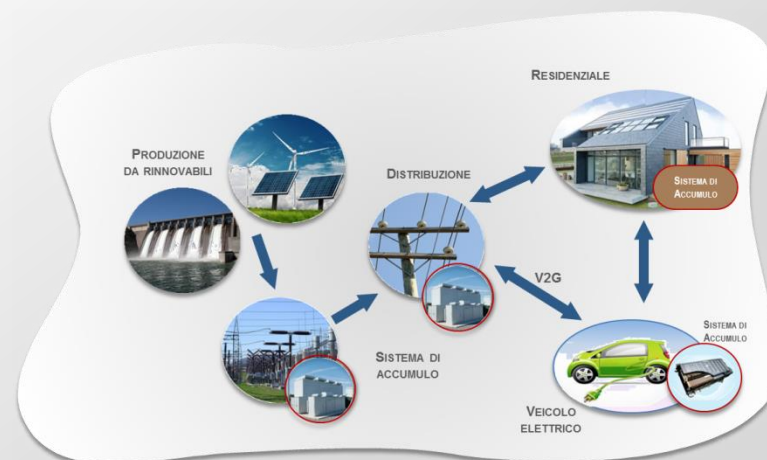 RESIDENZIALE
PRODUZIONE
DA RINNOVABILI
DISTRIBUZIONE
SISTEMA DI
ACCUMULO
V2G
SISTEMA DI
ACCUMULO
SISTEMA DI
ACCUMULO
VEICOLO
ELETTRICO